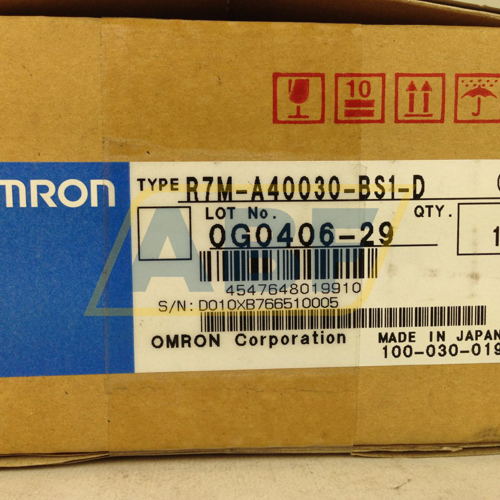 10
OMRON
TYPE R7M-A40030-BS1-D
LOT No. QTY.
0G0406-29 1
4547648019910
S/N: D010XB766510005
OMRON Corporation MADE IN JAPAN
100-030-019
ABF